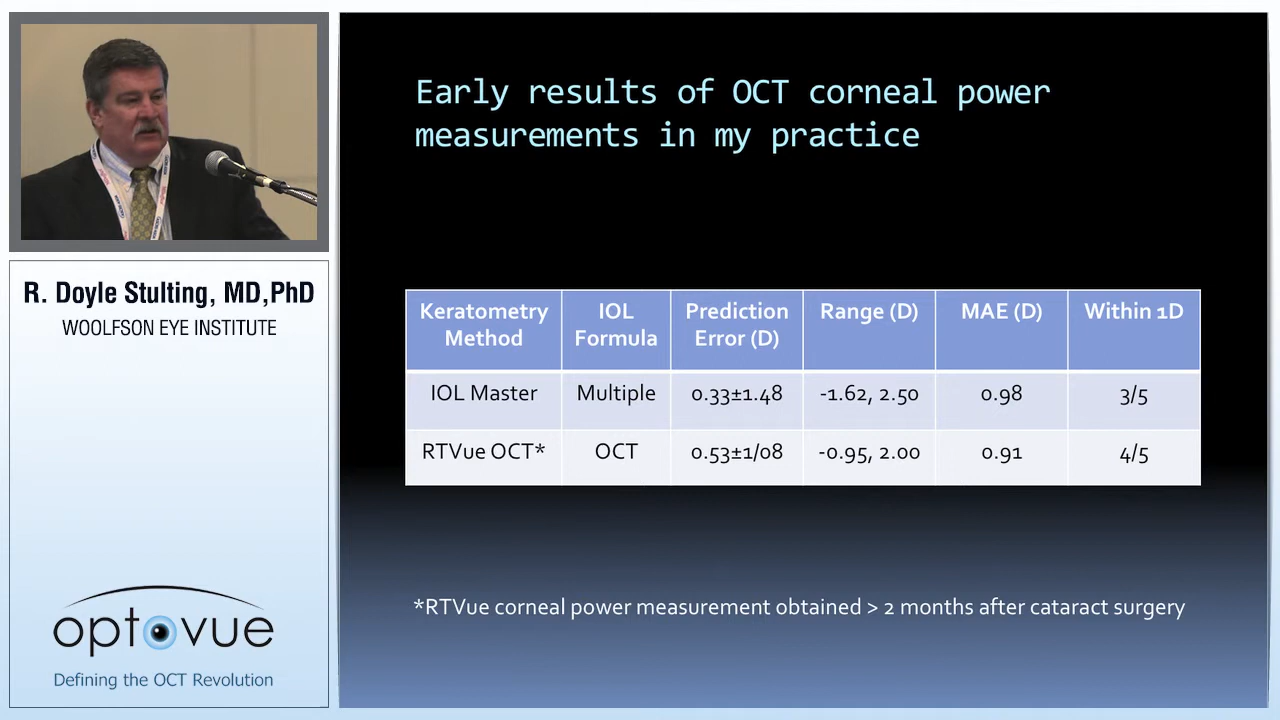 Early results of OCT corneal power
measurements in my practice
R. Doyle Stulting, MD,PhD
WOOLFSON EYE INSTITUTE
Keratometry Method IOL Formula Prediction Error (D) Range (D) MAE (D) Within 1D
IOL Master Multiple 0.33±1.48 -1.62, 2.50 0.98 3/5
RTVue OCT* OCT 0.53±1/08 -0.95, 2.00 0.91 4/5
*RTVue corneal power measurement obtained > 2 months after cataract surgery
optovue
Defining the OCT Revolution